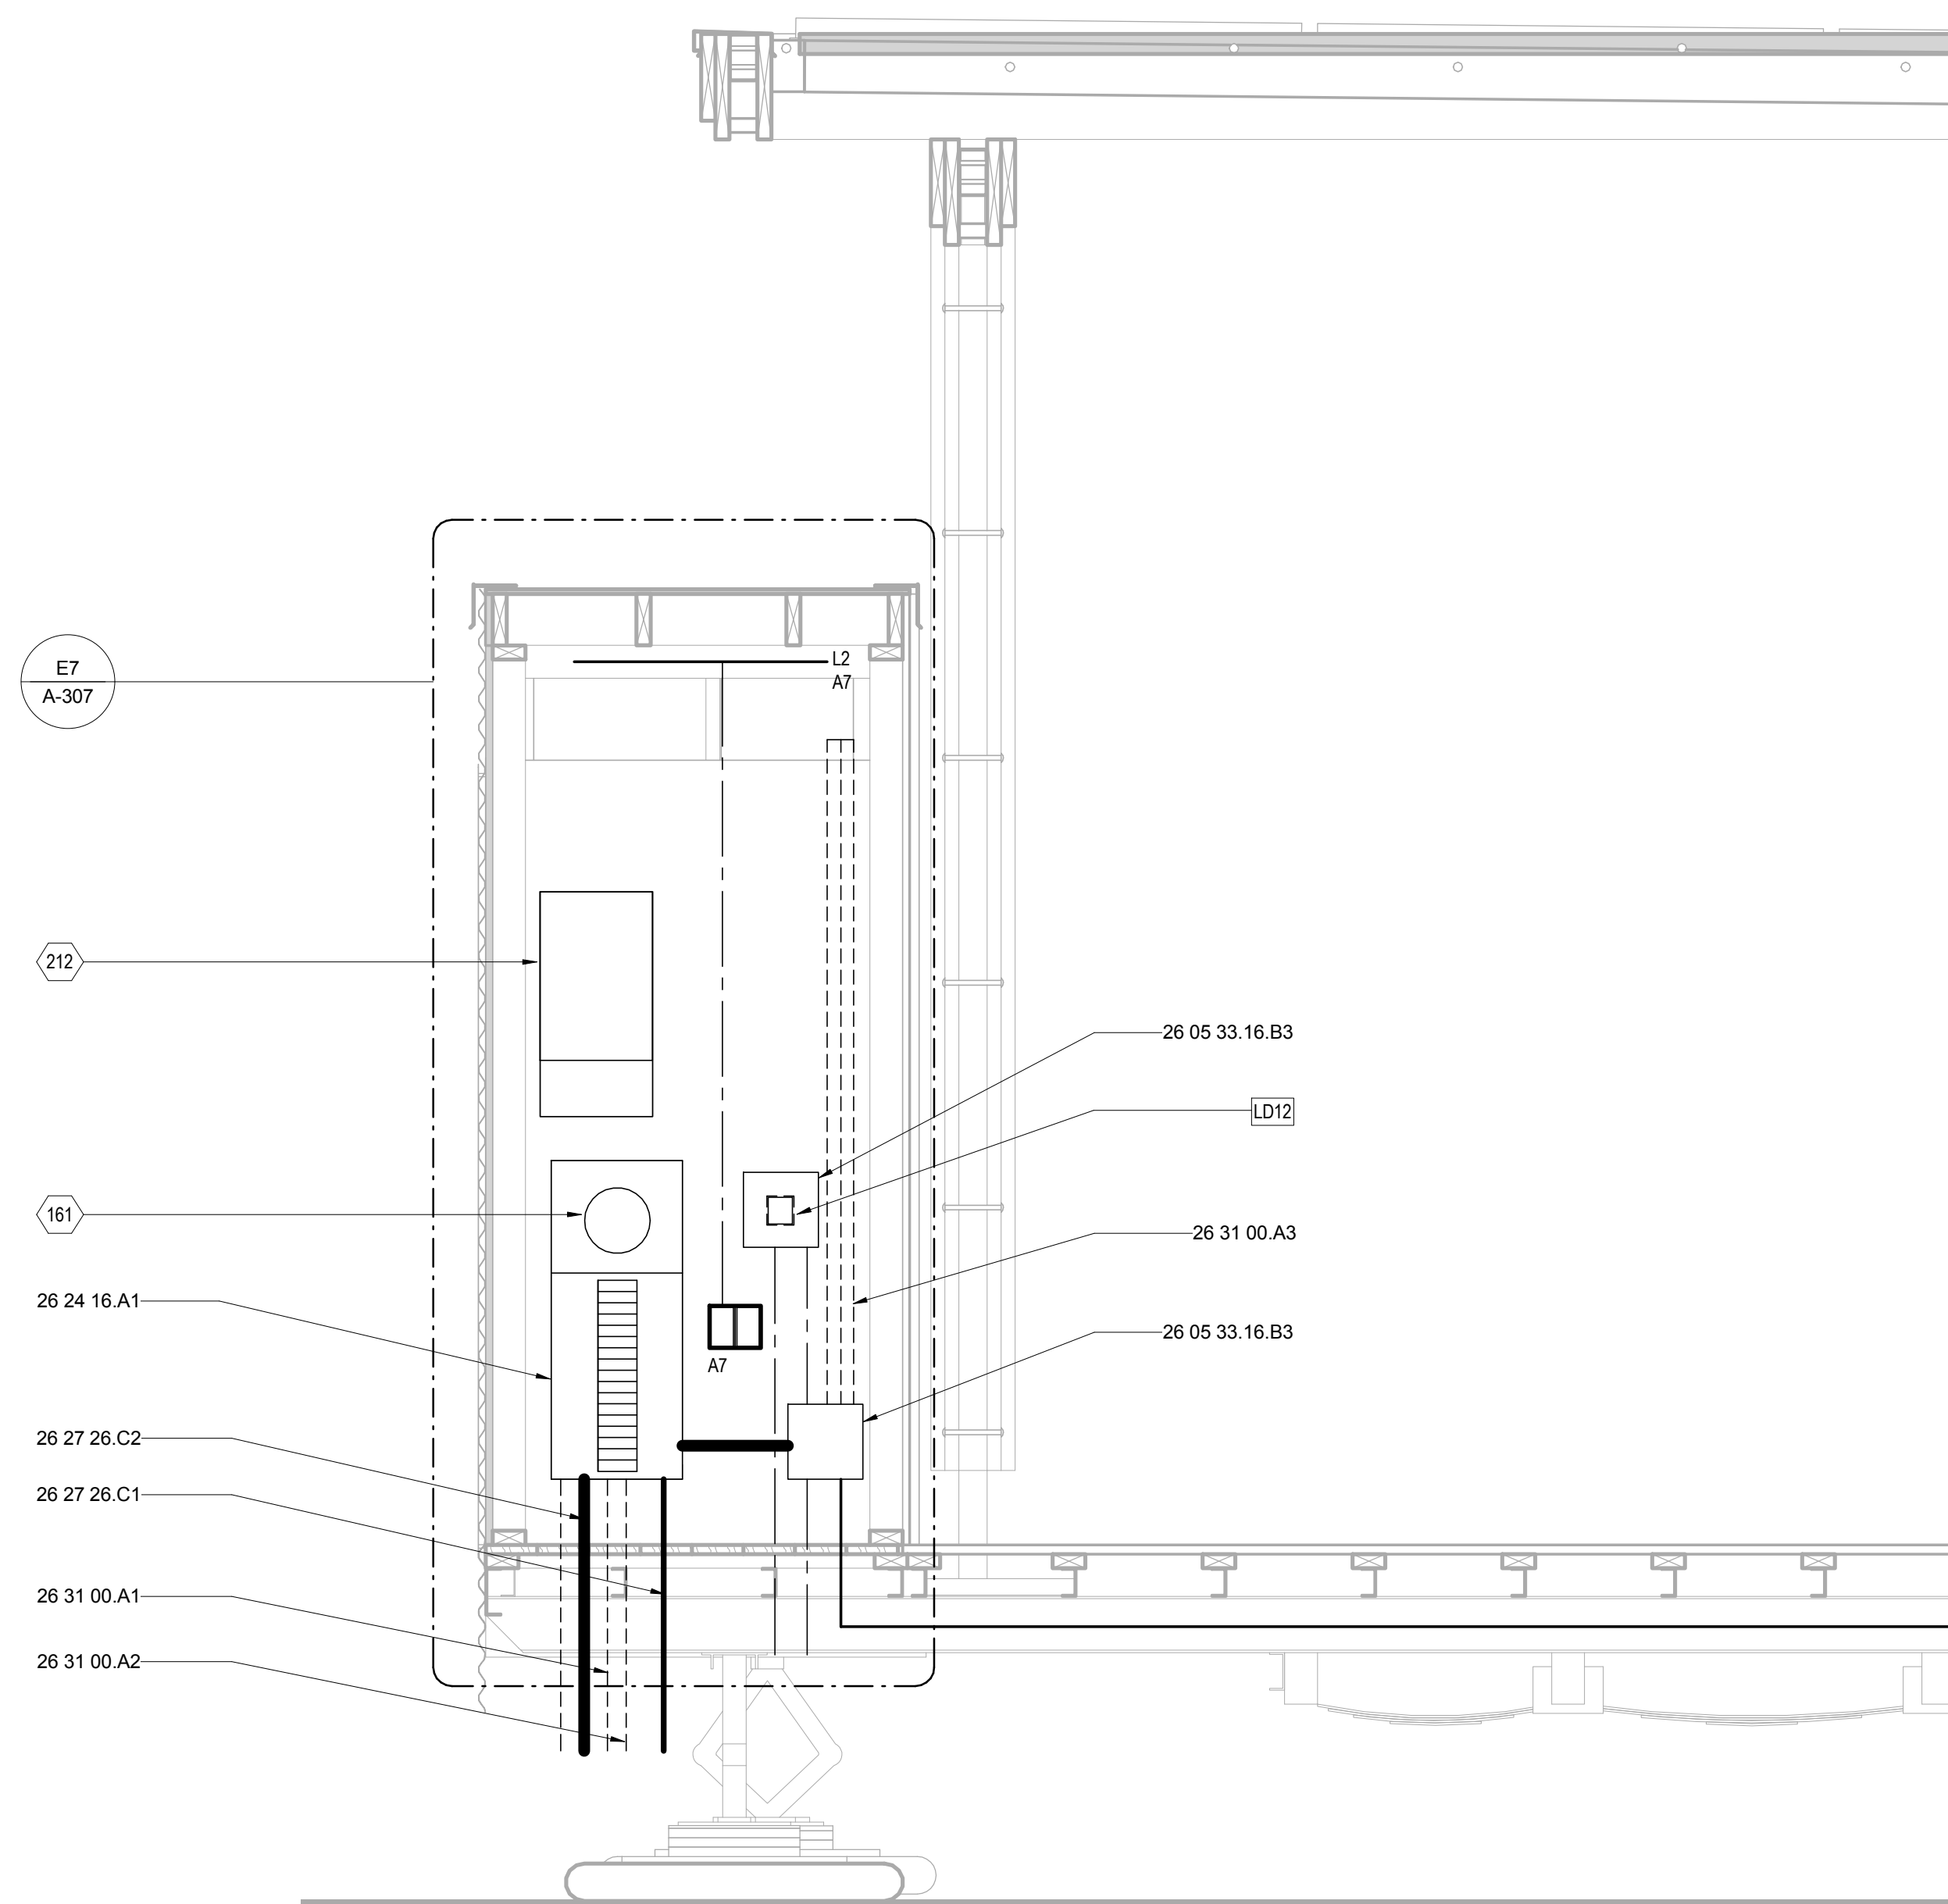 L2
E7
A7
A-307
212
26 05 33.16.B3
LD12
161
26 31 00.A3
26 24 16.A1
26 05 33.16.B3
A7
26 27 26.C2
26 27 26.C1
26 31 00.A1
26 31 00.A2